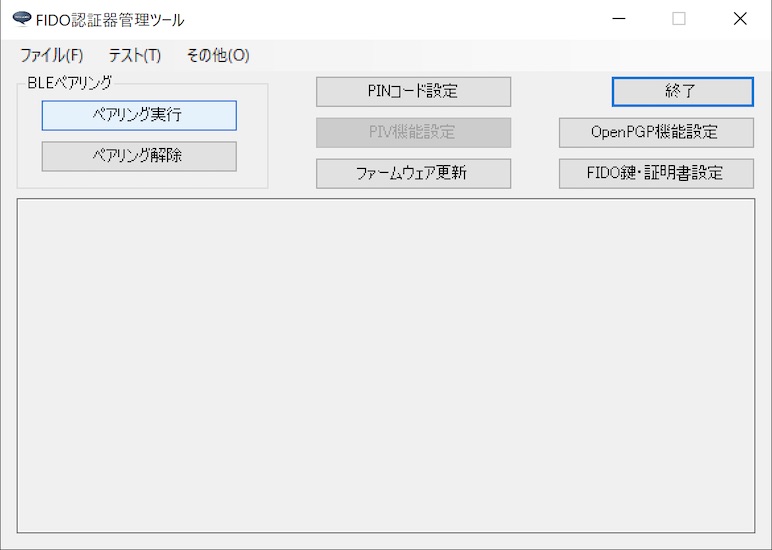 FIDO認証器管理ツール
ファイル(F) テスト(T) その他(O)
BLEペアリング
ペアリング実行
ペアリング解除
PINコード設定
PIV機能設定
ファームウェア更新
終了
OpenPGP機能設定
FIDO鍵・証明書設定